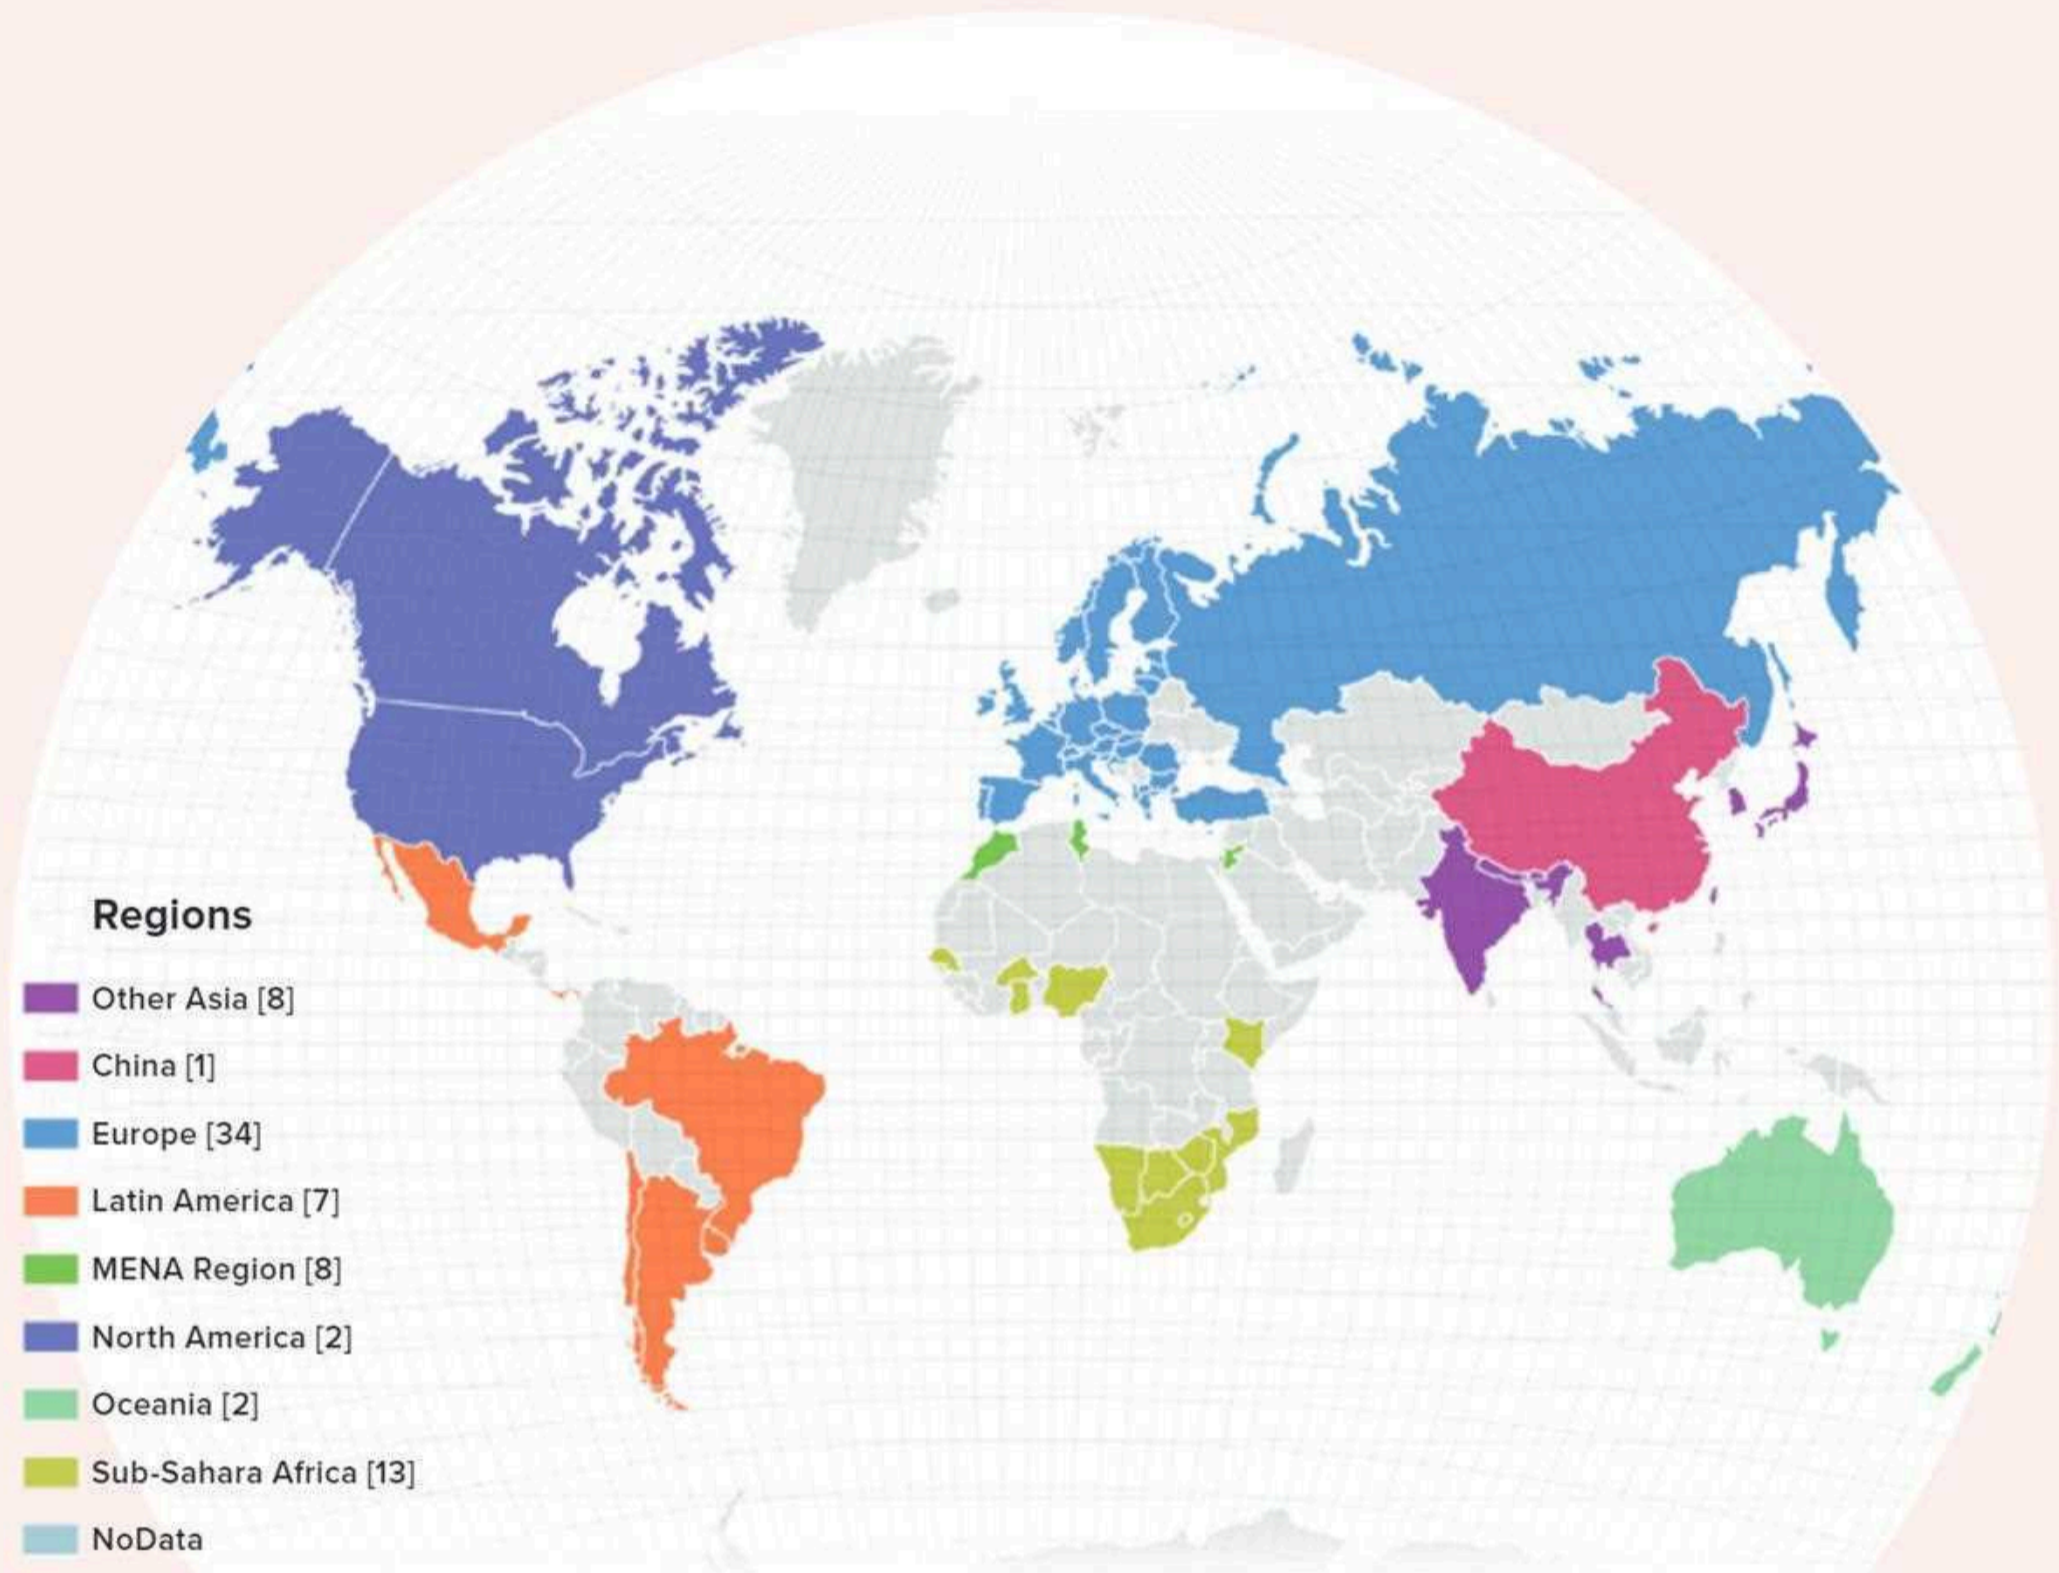 Regions
Other Asia [8]
China [1]
Europe [34]
Latin America [7]
MENA Region [8]
North America [2]
Oceania [2]
Sub-Sahara Africa [13]
NoData